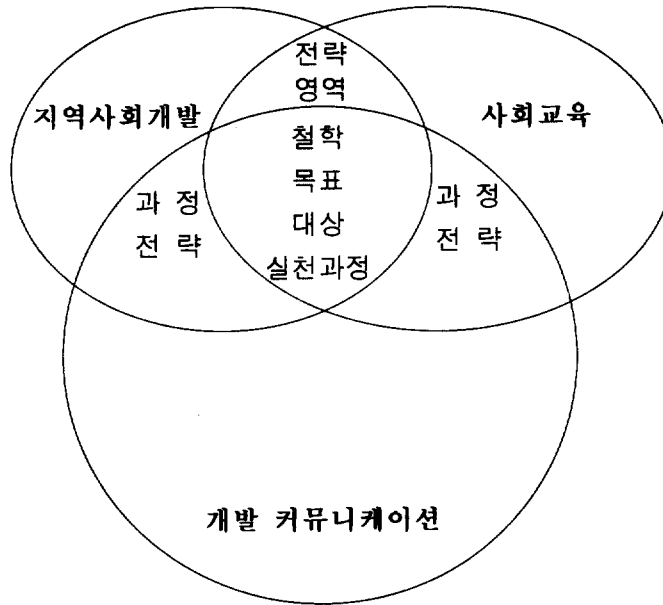 전략
영역
지역사회개발
사회교육
철학
목표
대상
실천과정
과 정
전 략
과 정
전 략
개발 커뮤니케이션